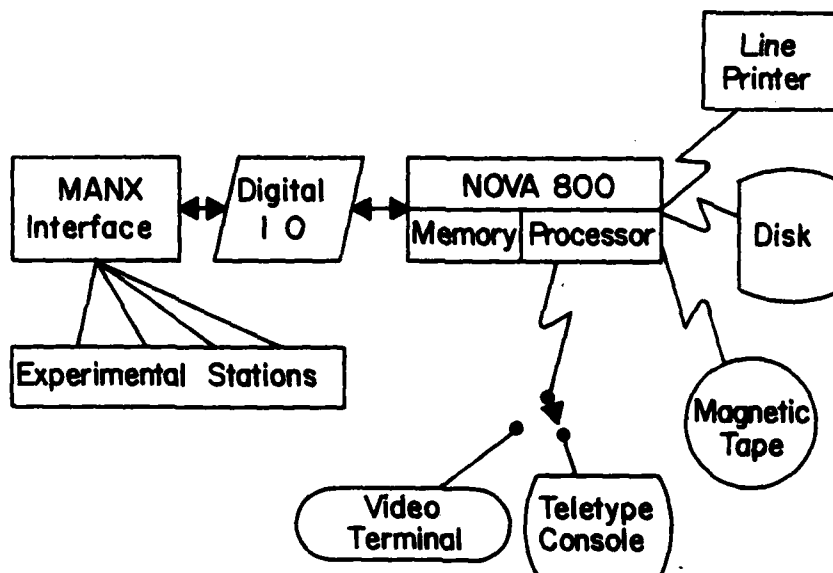 Line
Printer
MANX
Interface
Digital
I O
NOVA 800
Memory
Processor
Disk
Experimental Stations
Magnetic
Tape
Video
Terminal
Teletype
Console